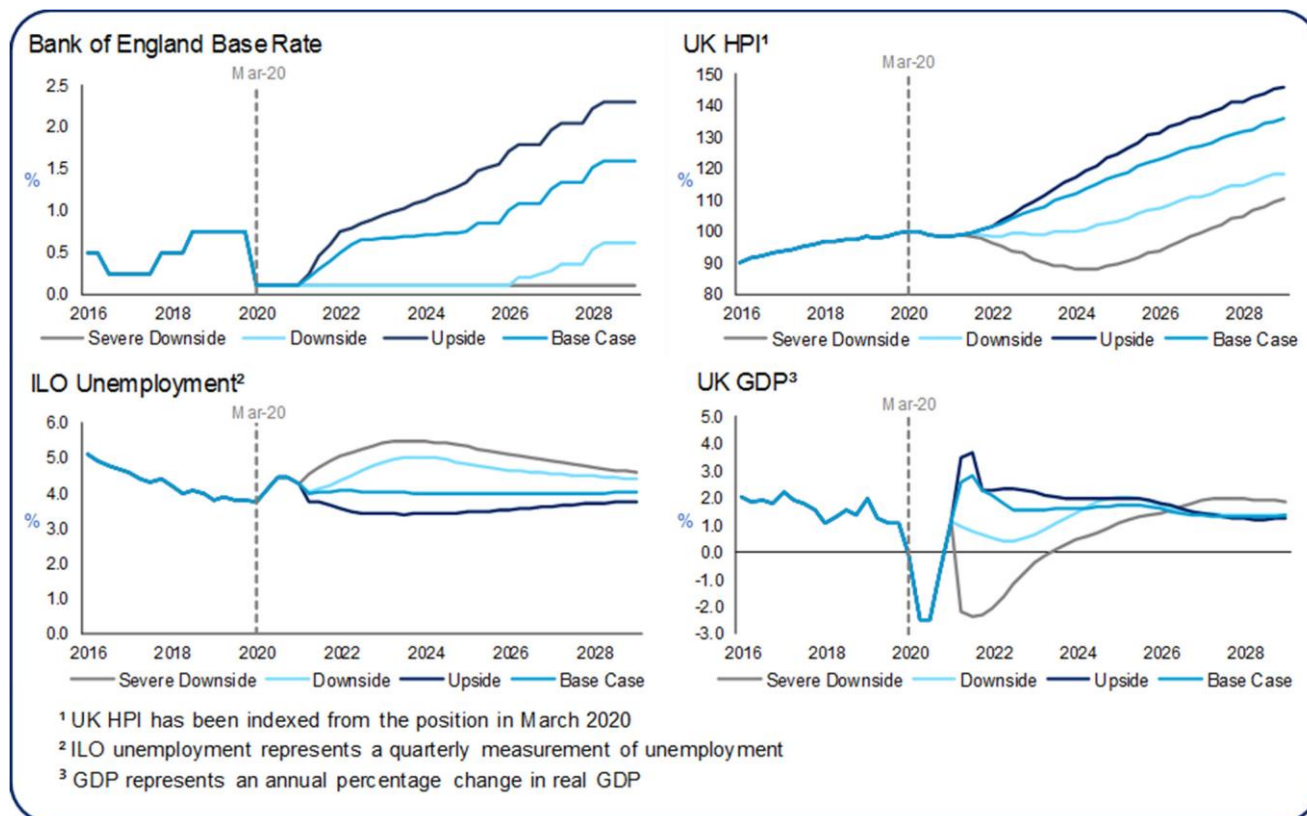 Bank of England Base Rate
Mar-20
2.5
2.0
1.5
%
1.0
0.5
0.0
2016 2018 2020 2022 2024 2026 2028
Severe Downside Downside Upside Base Case
UK HPI¹
Mar-20
150
140
130
120
%
110
100
90
80
2016 2018 2020 2022 2024 2026 2028
Severe Downside Downside Upside Base Case
ILO Unemployment²
Mar-20
6.0
5.0
4.0
%
3.0
2.0
1.0
0.0
2016 2018 2020 2022 2024 2026 2028
Severe Downside Downside Upside Base Case
UK GDP³
Mar-20
5.0
4.0
3.0
2.0
%
1.0
0.0
-1.0
-2.0
-3.0
2016 2018 2020 2022 2024 2026 2028
Severe Downside Downside Upside Base Case
¹ UK HPI has been indexed from the position in March 2020
² ILO unemployment represents a quarterly measurement of unemployment
³ GDP represents an annual percentage change in real GDP